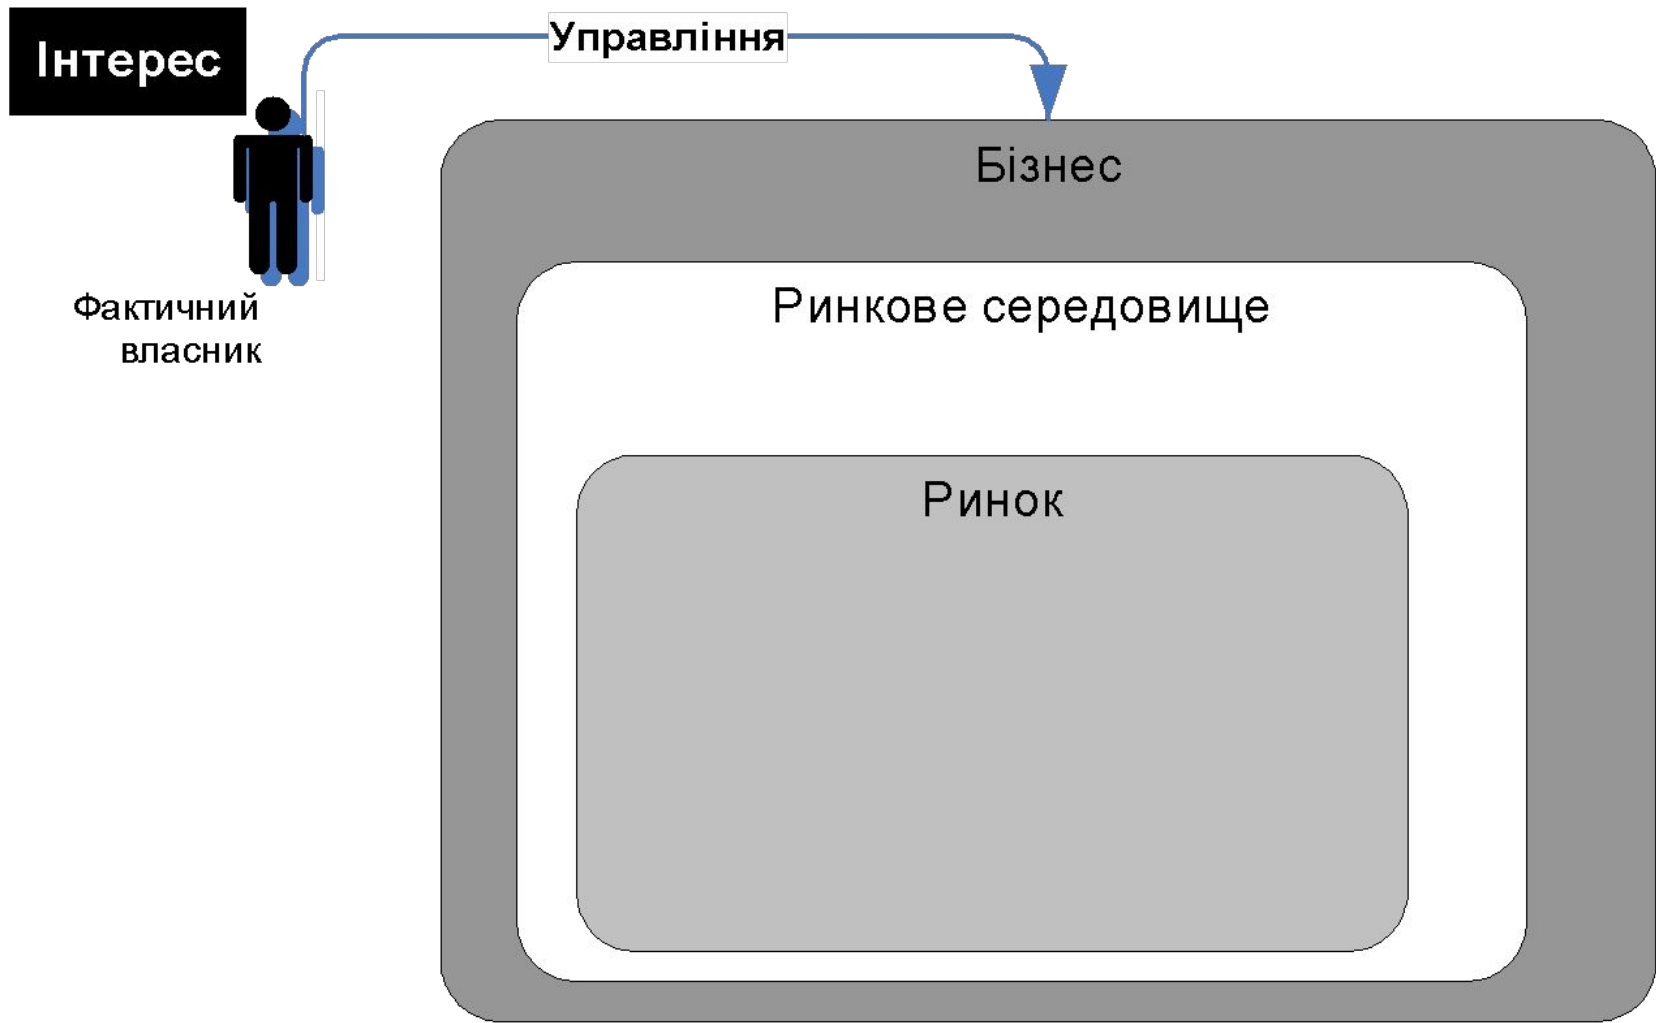 Інтерес
Управління
Бізнес
Ринкове середовище
Фактичний
власник
Ринок